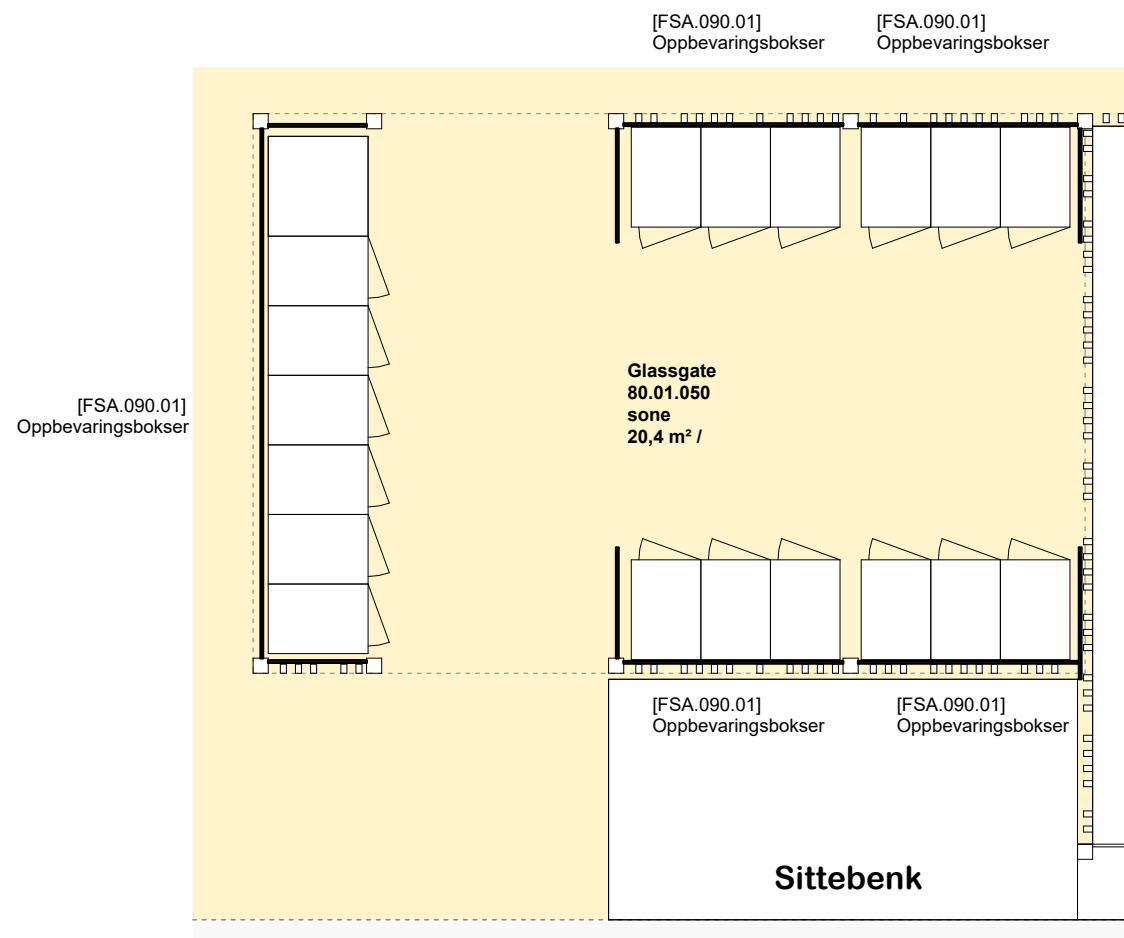 [FSA.090.01]
Oppbevaringsbokser
[FSA.090.01]
Oppbevaringsbokser
Glassgate
80.01.050
sone
20,4 m² /
[FSA.090.01]
Oppbevaringsbokser
[FSA.090.01]
Oppbevaringsbokser
[FSA.090.01]
Oppbevaringsbokser
Sittebenk